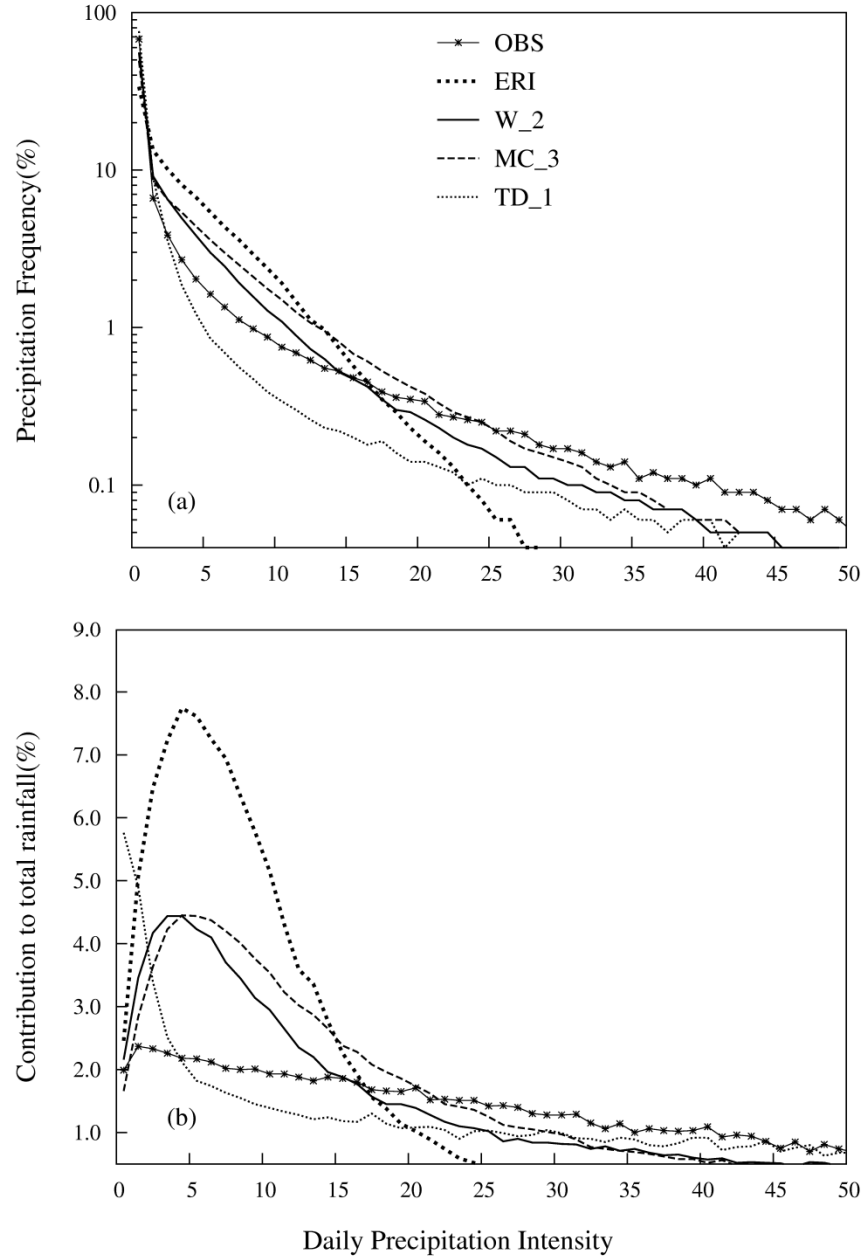 100
10
1
0.1
Precipitation Frequency(%)
OBS
ERI
W_2
MC_3
TD_1
(a)
0 5 10 15 20 25 30 35 40 45 50
9.0
8.0
7.0
6.0
5.0
4.0
3.0
2.0
1.0
Contribution to total rainfall(%)
(b)
0 5 10 15 20 25 30 35 40 45 50
Daily Precipitation Intensity